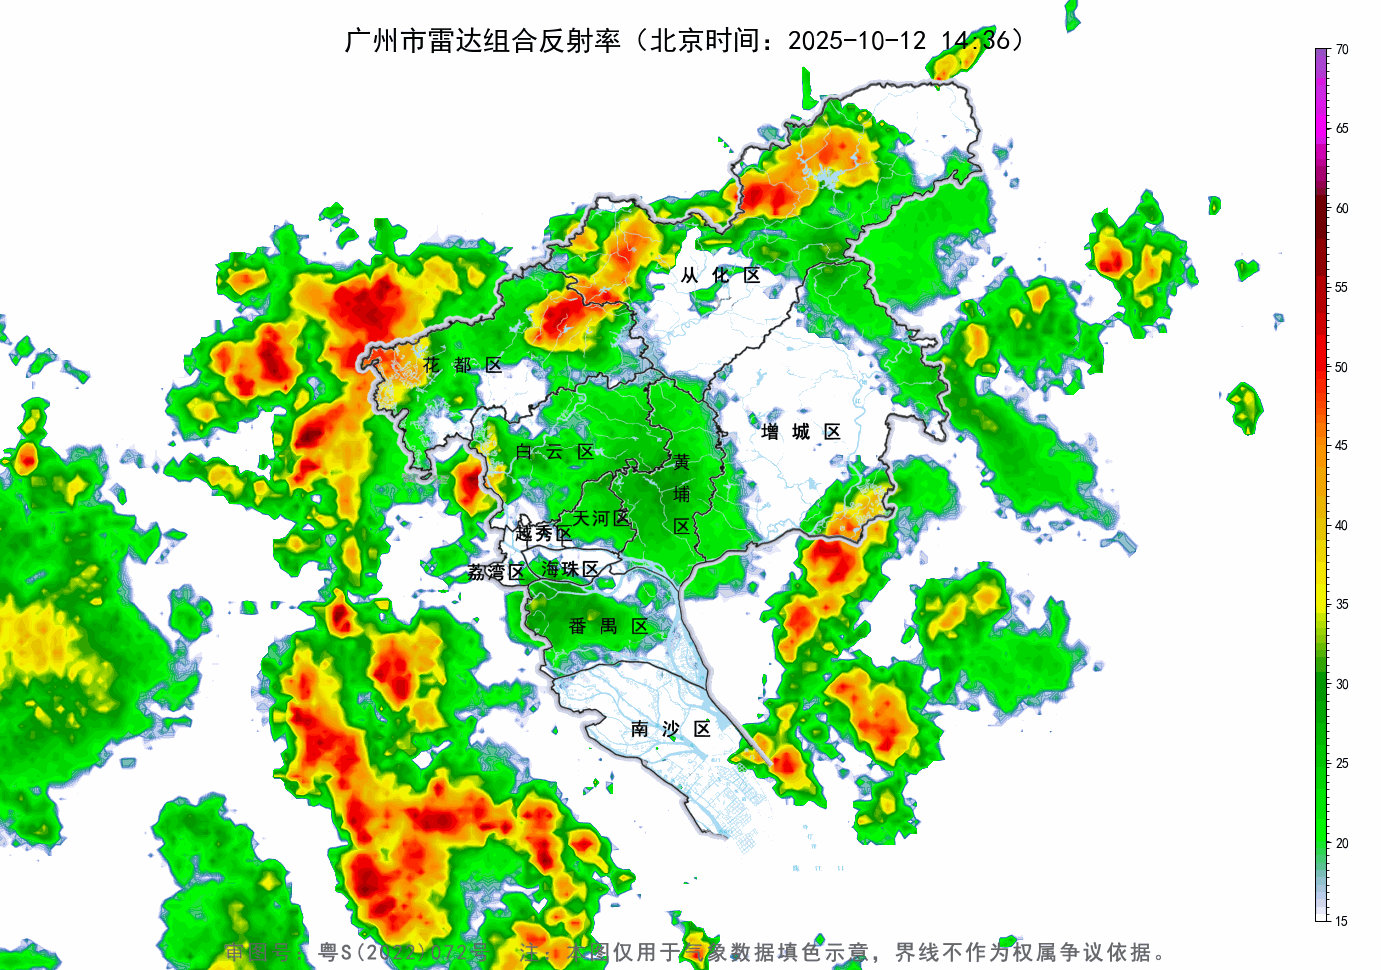 广州市雷达组合反射率（北京时间：2025-10-12 14:36）
70
65
60
55
50
45
40
35
30
25
20
15
从化区
花都区
增城区
白云区
黄埔区
天河区
越秀区
海珠区
荔湾区
番禺区
南沙区
审图号：粤S(2022)072号 注：本图仅用于气象数据填色示意，界线不作为权属争议依据。